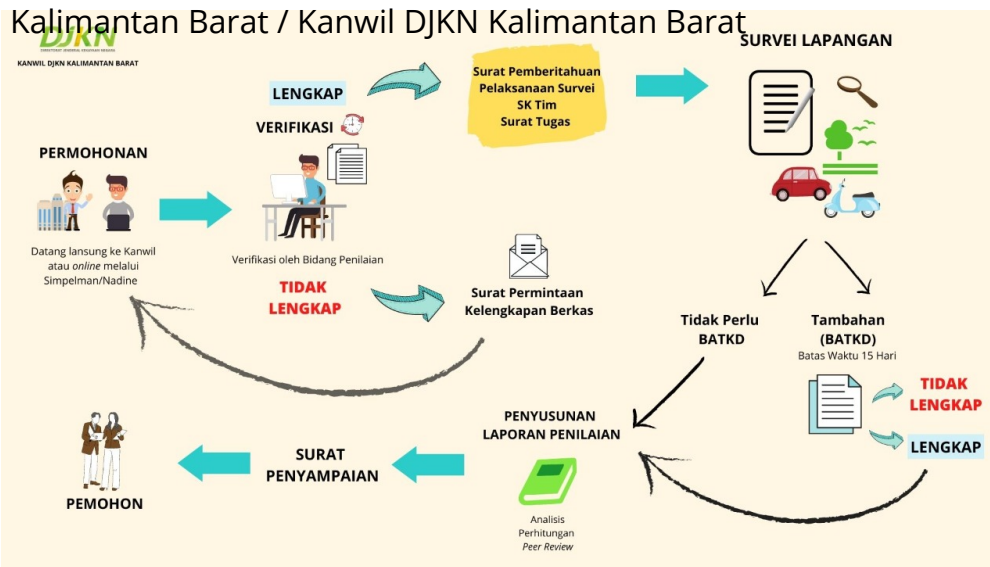 Kalimantan Barat / Kanwil DJKN Kalimantan Barat
DJKN
KANWIL DJKN KALIMANTAN BARAT
PERMOHONAN
Datang lansung ke Kanwil
atau online melalui
Simpelman/Nadine
LENGKAP
VERIFIKASI
Verifikasi oleh Bidang Penilaian
TIDAK
LENGKAP
Surat Pemberitahuan
Pelaksanaan Survei
SK Tim
Surat Tugas
Surat Permintaan
Kelengkapan Berkas
SURVEI LAPANGAN
Tidak Perlu
BATKD
Tambahan
(BATKD)
Batas Waktu 15 Hari
TIDAK
LENGKAP
LENGKAP
PENYUSUNAN
LAPORAN PENILAIAN
Analisis
Perhitungan
Peer Review
SURAT
PENYAMPAIAN
PEMOHON